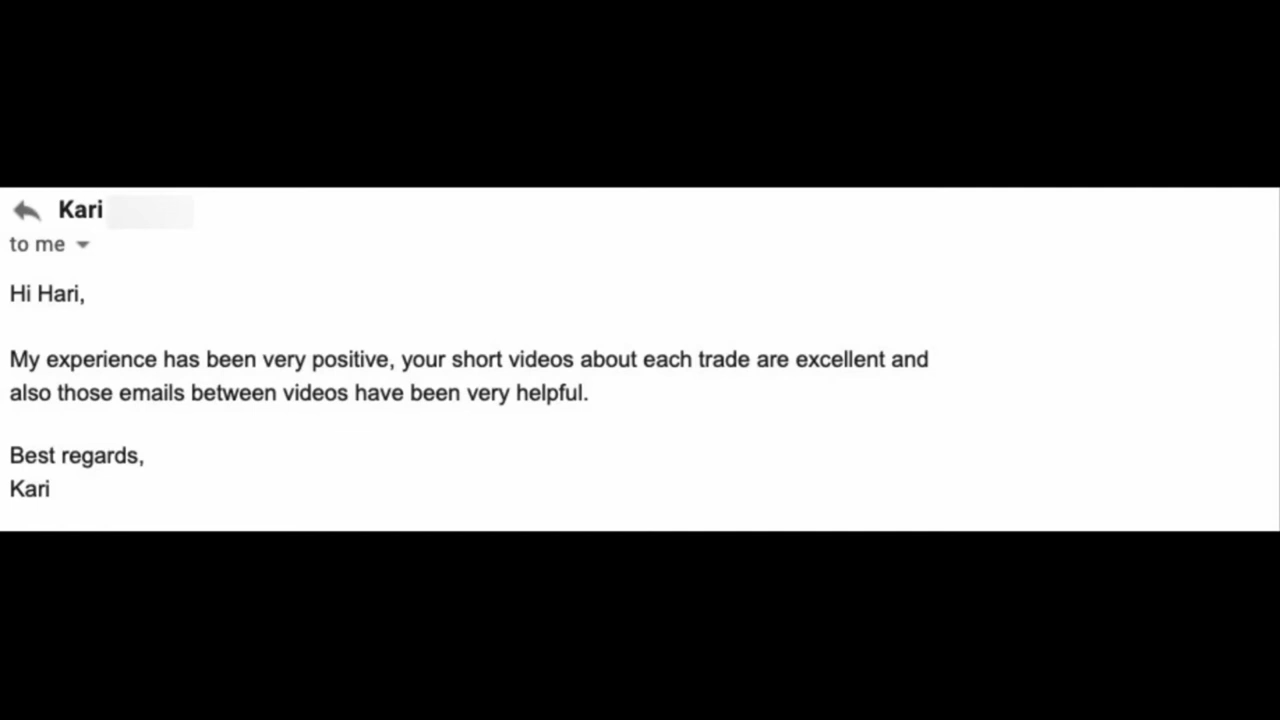 Kari
to me
Hi Hari,
My experience has been very positive, your short videos about each trade are excellent and
also those emails between videos have been very helpful.
Best regards,
Kari